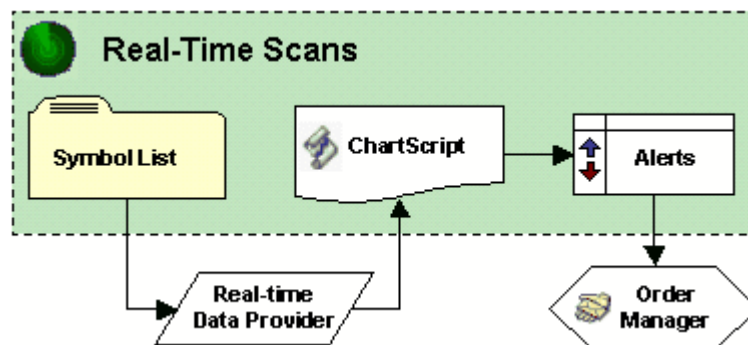 Real-Time Scans
Symbol List
ChartScript
Alerts
Real-time
Data Provider
Order
Manager